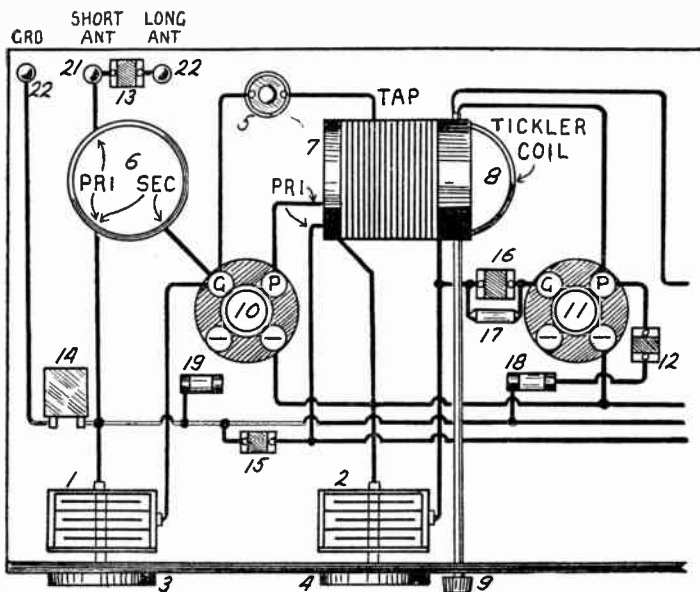 SHORT LONG
GRD ANT ANT
22 21 13 22
5 TAP
7 TICKLER
COIL
6 8
PRI SEC PRI
16
G P G P
10 11
17
14 19 18 12
15
1 2
3 4 9